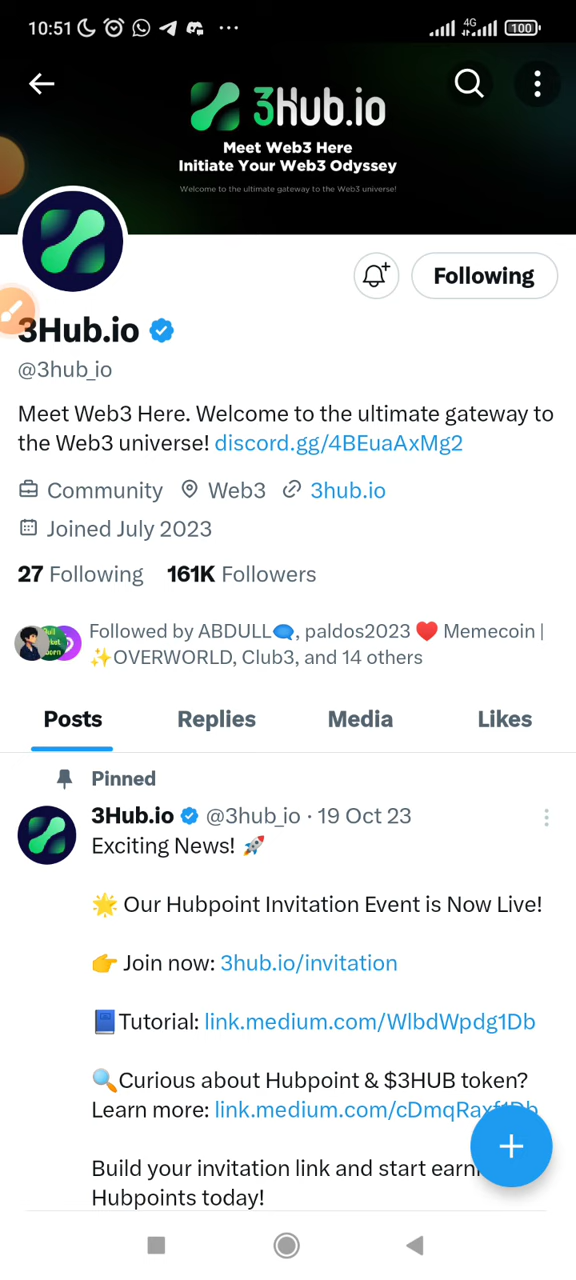 10:51
4G
100
3Hub.io
Meet Web3 Here
Initiate Your Web3 Odyssey
Welcome to the ultimate gateway to the Web3 universe!
Following
3Hub.io
@3hub_io
Meet Web3 Here. Welcome to the ultimate gateway to
the Web3 universe! discord.gg/4BEuaAxMg2
Community Web3 3hub.io
Joined July 2023
27 Following 161K Followers
Followed by ABDULL🗨, paldos2023 ♥ Memecoin |
✨OVERWORLD, Club3, and 14 others
Posts Replies Media Likes
Pinned
3Hub.io @3hub_io · 19 Oct 23
Exciting News! 🚀
🌟 Our Hubpoint Invitation Event is Now Live!
👉 Join now: 3hub.io/invitation
📘Tutorial: link.medium.com/WlbdWpdg1Db
🔍Curious about Hubpoint & $3HUB token?
Learn more: link.medium.com/cDmqRaxf1Db
Build your invitation link and start earni
Hubpoints today!